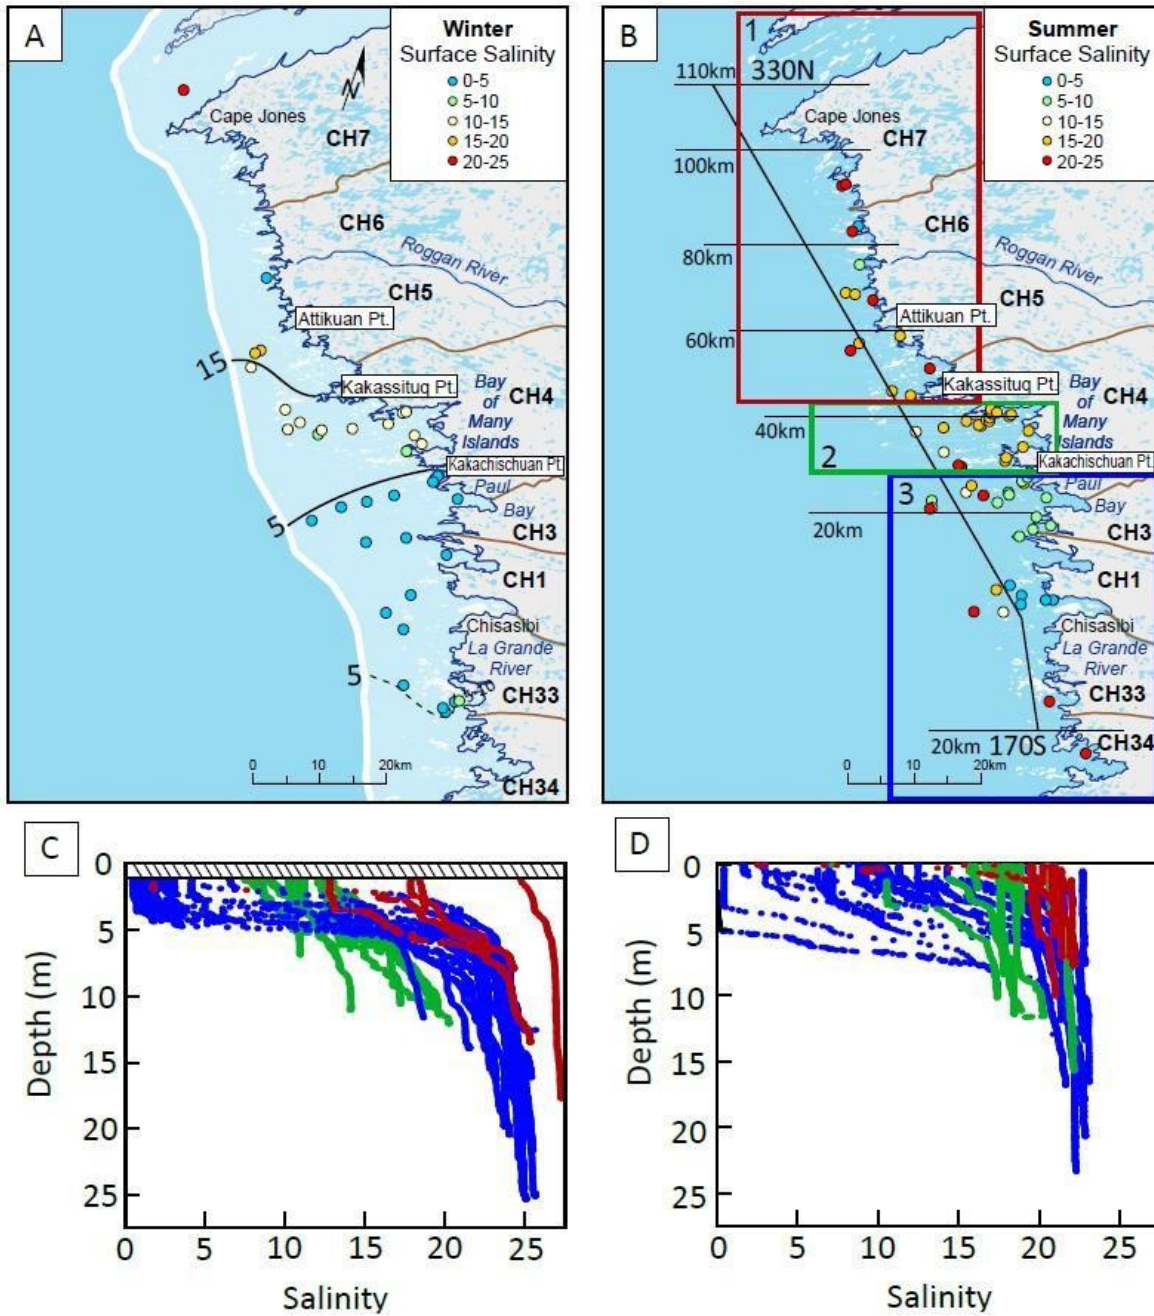 A
Winter
Surface Salinity
0-5
5-10
10-15
15-20
20-25
N
Cape Jones
CH7
CH6
Roggan River
CH5
Attikuan Pt.
15
Kakassituq Pt.
Bay
of
Many
Islands
CH4
Kakachischuan Pt.
Paul
Bay
5
CH3
CH1
Chisasibi
La Grande
River
5
10
CH33
0 10 20km
CH34
B
1
Summer
Surface Salinity
0-5
5-10
10-15
15-20
20-25
110km 330N
Cape Jones
CH7
100km
CH6
80km
Roggan River
CH5
Attikuan Pt.
60km
Kakassituq Pt.
Bay
of
Many
Islands
CH4
40km
2
Kakachischuan Pt.
3
Paul
Bay
20km
CH3
CH1
Chisasibi
La Grande
River
CH33
20km 170S
CH34
0 10 20km
C
0
5
10
15
20
25
Depth (m)
0 5 10 15 20 25
Salinity
D
0
5
10
15
20
25
Depth (m)
0 5 10 15 20 25
Salinity